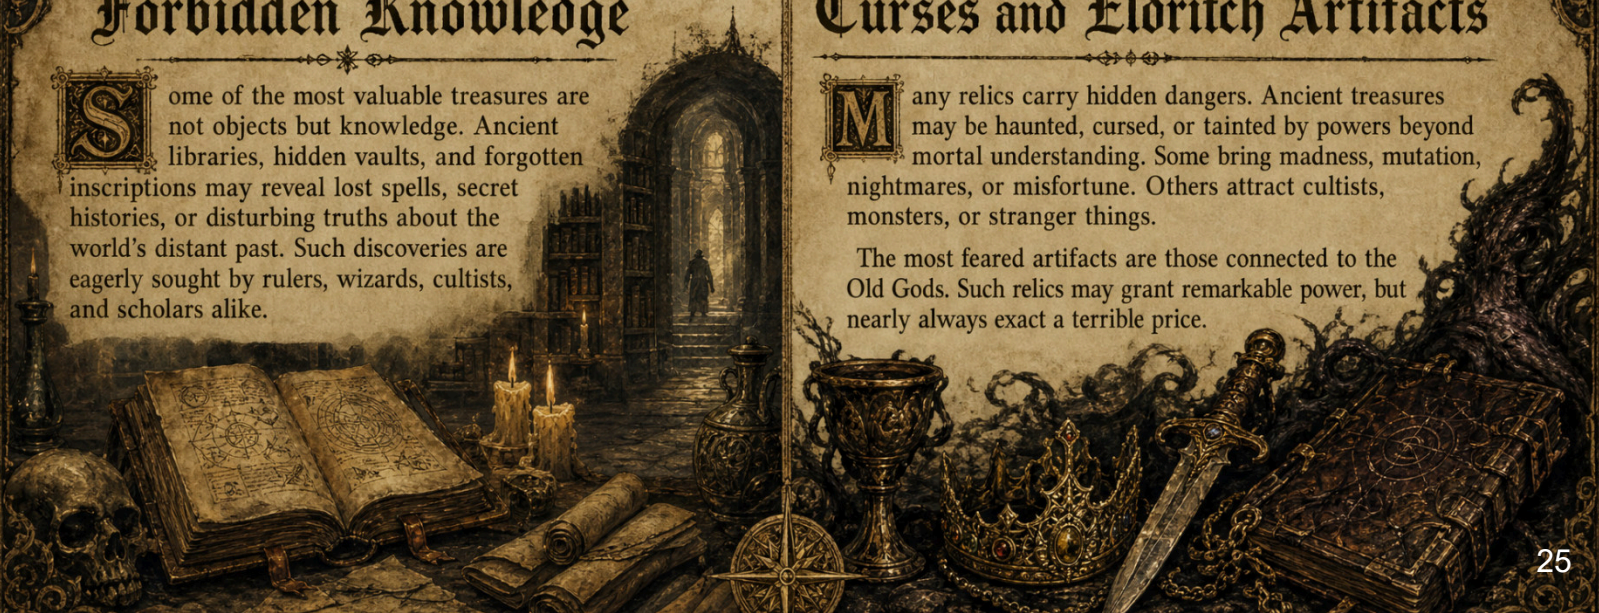 Forbidden Knowledge
Some of the most valuable treasures are
not objects but knowledge. Ancient
libraries, hidden vaults, and forgotten
inscriptions may reveal lost spells, secret
histories, or disturbing truths about the
world's distant past. Such discoveries are
eagerly sought by rulers, wizards, cultists,
and scholars alike.
Curses and Eldritch Artifacts
Many relics carry hidden dangers. Ancient treasures
may be haunted, cursed, or tainted by powers beyond
mortal understanding. Some bring madness, mutation,
nightmares, or misfortune. Others attract cultists,
monsters, or stranger things.
The most feared artifacts are those connected to the
Old Gods. Such relics may grant remarkable power, but
nearly always exact a terrible price.
25